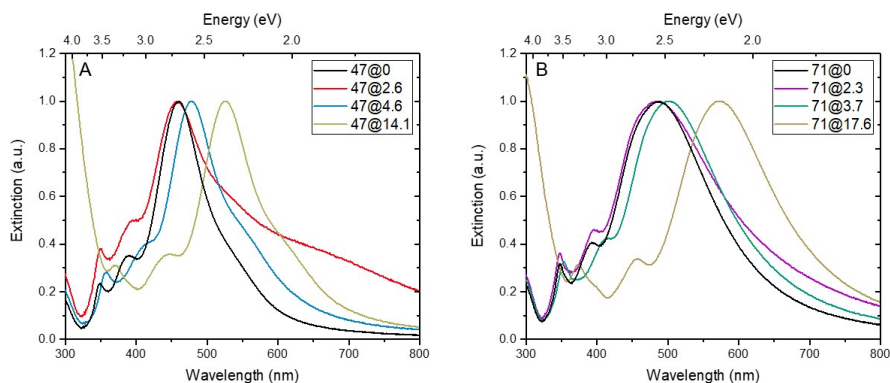 Energy (eV)
4.0 3.5 3.0 2.5 2.0
A
47@0
47@2.6
47@4.6
47@14.1
1.2
1.0
0.8
0.6
0.4
0.2
0.0
Extinction (a.u.)
300 400 500 600 700 800
Wavelength (nm)
Energy (eV)
4.0 3.5 3.0 2.5 2.0
B
71@0
71@2.3
71@3.7
71@17.6
1.2
1.0
0.8
0.6
0.4
0.2
0.0
Extinction (a.u.)
300 400 500 600 700 800
Wavelength (nm)